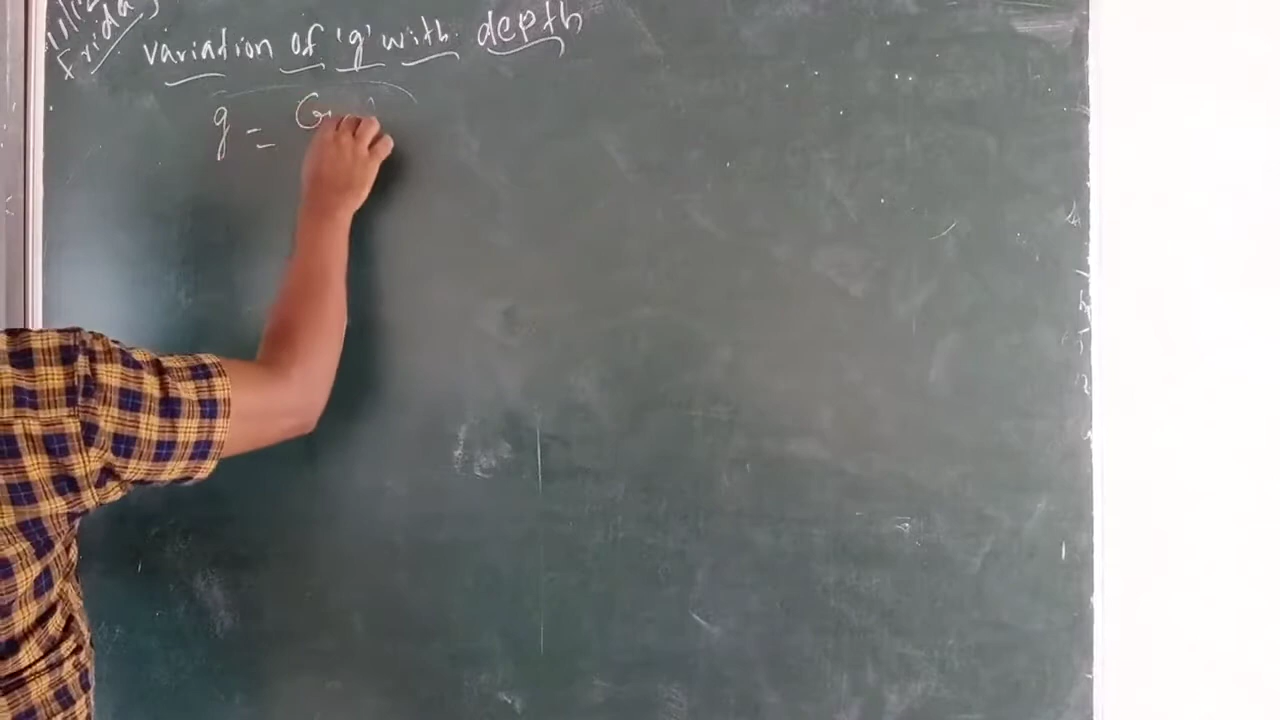 Friday
variation of 'g' with depth
g = G